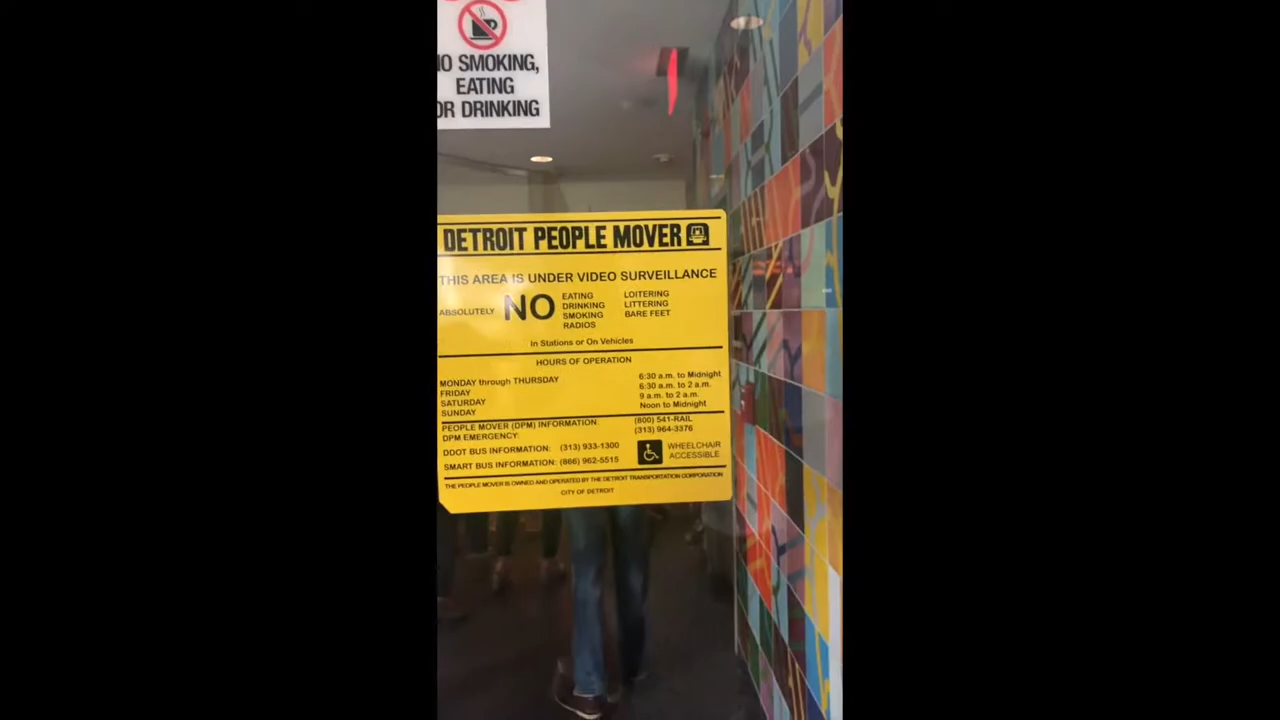 NO SMOKING,
EATING
OR DRINKING
DETROIT PEOPLE MOVER
THIS AREA IS UNDER VIDEO SURVEILLANCE
ABSOLUTELY NO
EATING
DRINKING
SMOKING
RADIOS
LOITERING
LITTERING
BARE FEET
In Stations or On Vehicles
HOURS OF OPERATION
MONDAY through THURSDAY 6:30 a.m. to Midnight
FRIDAY 6:30 a.m. to 2 a.m.
SATURDAY 9 a.m. to 2 a.m.
SUNDAY Noon to Midnight
PEOPLE MOVER (DPM) INFORMATION: (800) 541-RAIL
DPM EMERGENCY: (313) 964-3376
DDOT BUS INFORMATION: (313) 933-1300
SMART BUS INFORMATION: (866) 962-5515
WHEELCHAIR
ACCESSIBLE
THE PEOPLE MOVER IS OWNED AND OPERATED BY THE DETROIT TRANSPORTATION CORPORATION
CITY OF DETROIT